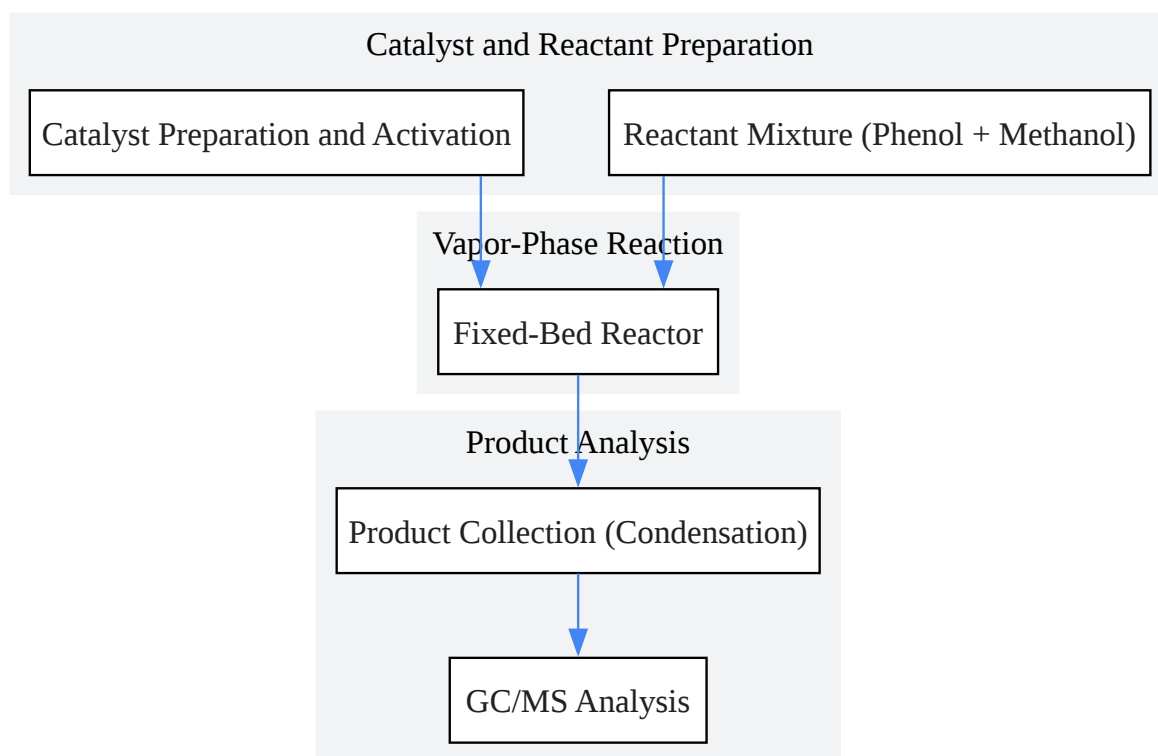 Catalyst and Reactant Preparation
Catalyst Preparation and Activation
Reactant Mixture (Phenol + Methanol)
Vapor-Phase Reaction
Fixed-Bed Reactor
Product Analysis
Product Collection (Condensation)
GC/MS Analysis